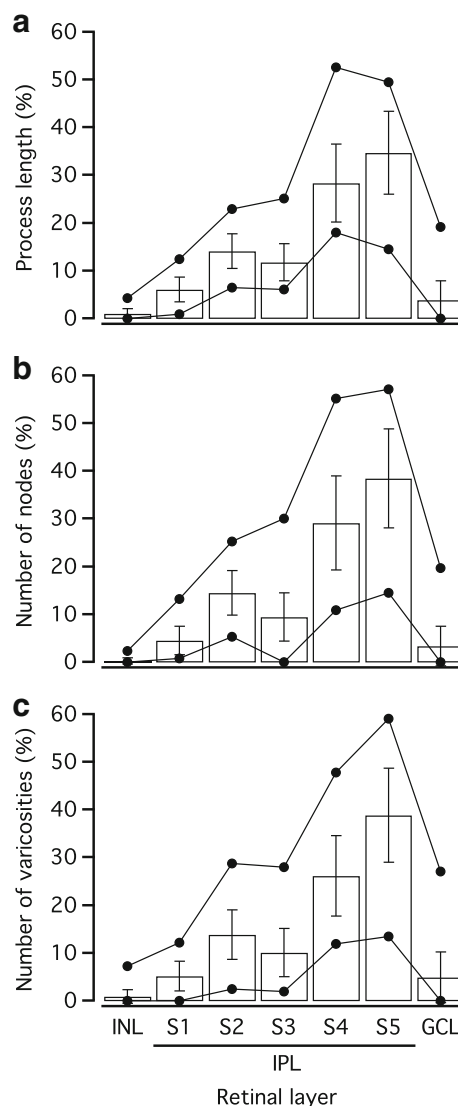 a
Process length (%)
60
50
40
30
20
10
0
b
Number of nodes (%)
60
50
40
30
20
10
0
c
Number of varicosities (%)
60
50
40
30
20
10
0
INL S1 S2 S3 S4 S5 GCL
IPL
Retinal layer